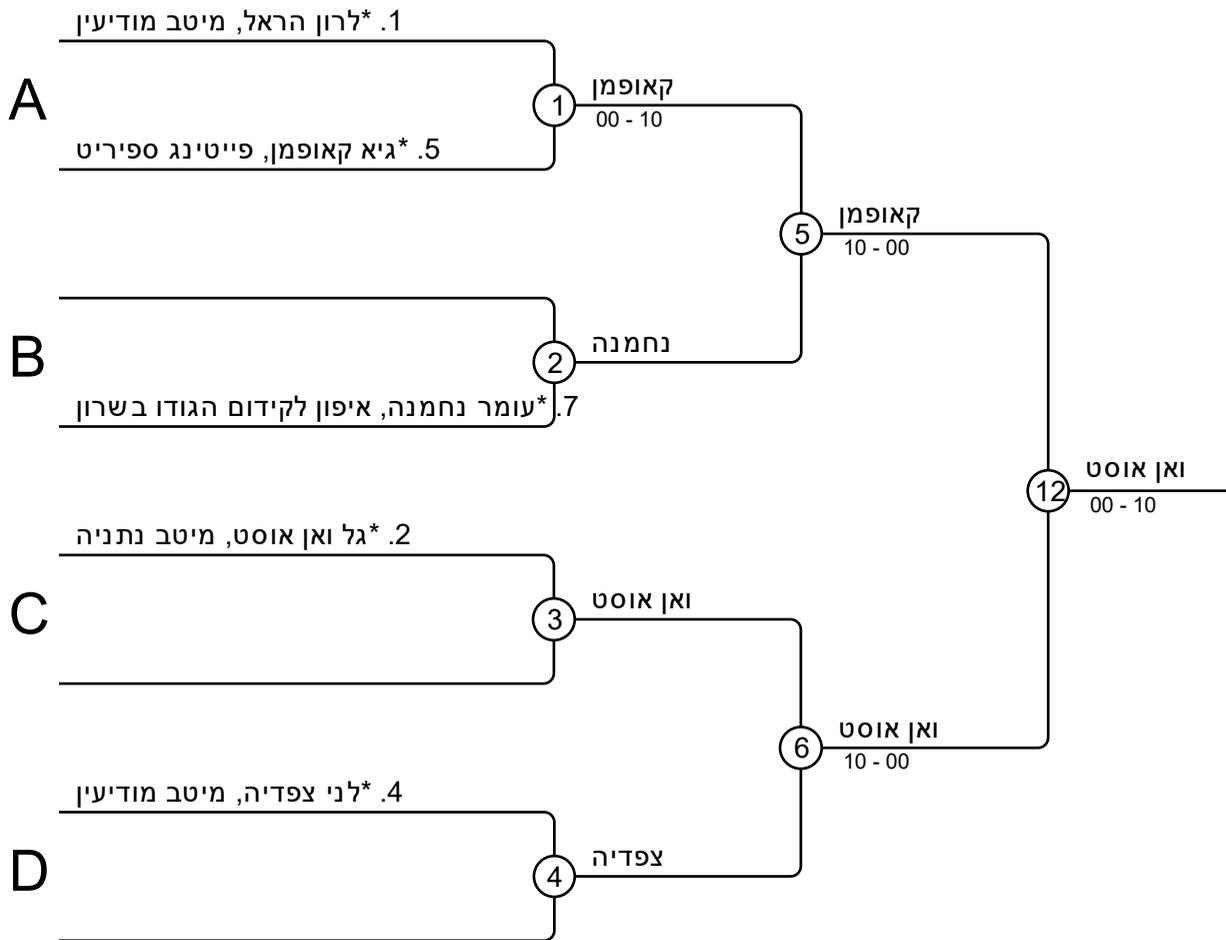 1. *לרון הראל, מיטב מודיעין
A
1
קאופמן
00 - 10
5. *גיא קאופמן, פייטינג ספיריט
5
קאופמן
10 - 00
B
2
נחמנה
7. *עומר נחמנה, איפון לקידום הגודו בשרון
12
ואן אוסט
00 - 10
2. *גל ואן אוסט, מיטב נתניה
C
3
ואן אוסט
6
ואן אוסט
10 - 00
4. *לני צפדיה, מיטב מודיעין
D
4
צפדיה